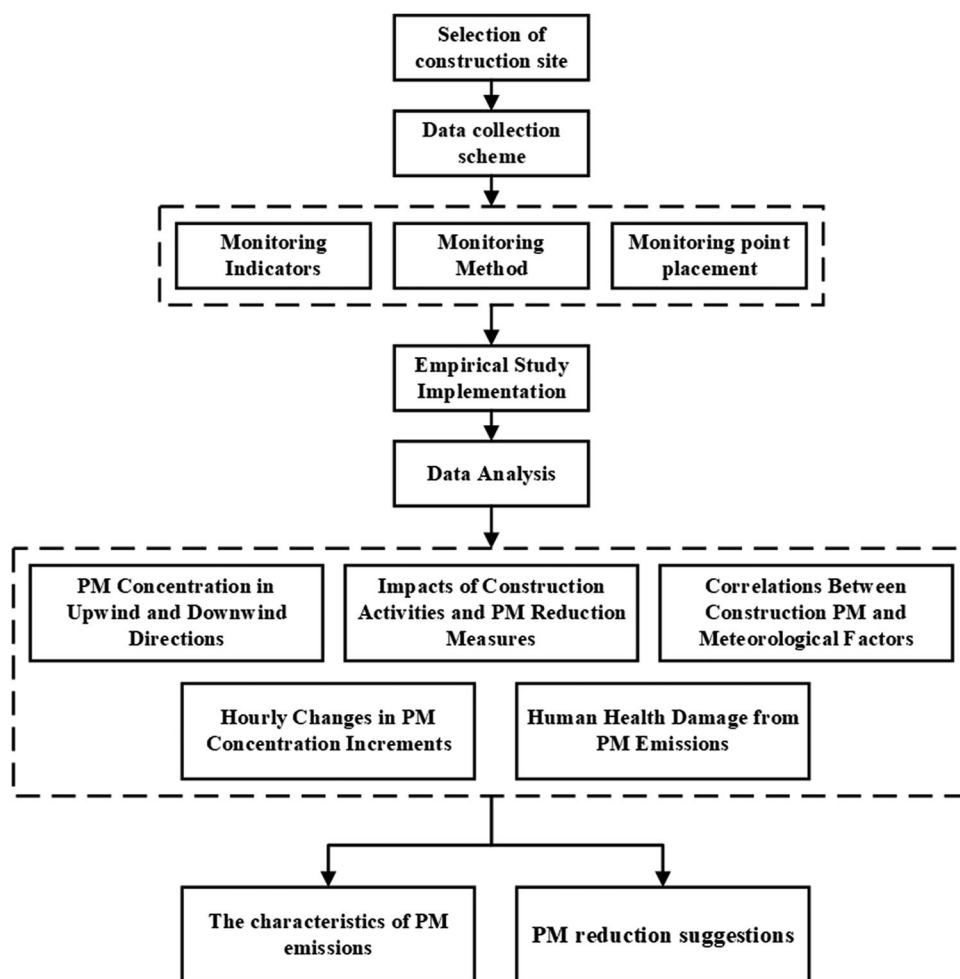 Selection of
construction site
Data collection
scheme
Monitoring
Indicators
Monitoring
Method
Monitoring point
placement
Empirical Study
Implementation
Data Analysis
PM Concentration in
Upwind and Downwind
Directions
Impacts of Construction
Activities and PM Reduction
Measures
Correlations Between
Construction PM and
Meteorological Factors
Hourly Changes in PM
Concentration Increments
Human Health Damage from
PM Emissions
The characteristics of PM
emissions
PM reduction suggestions